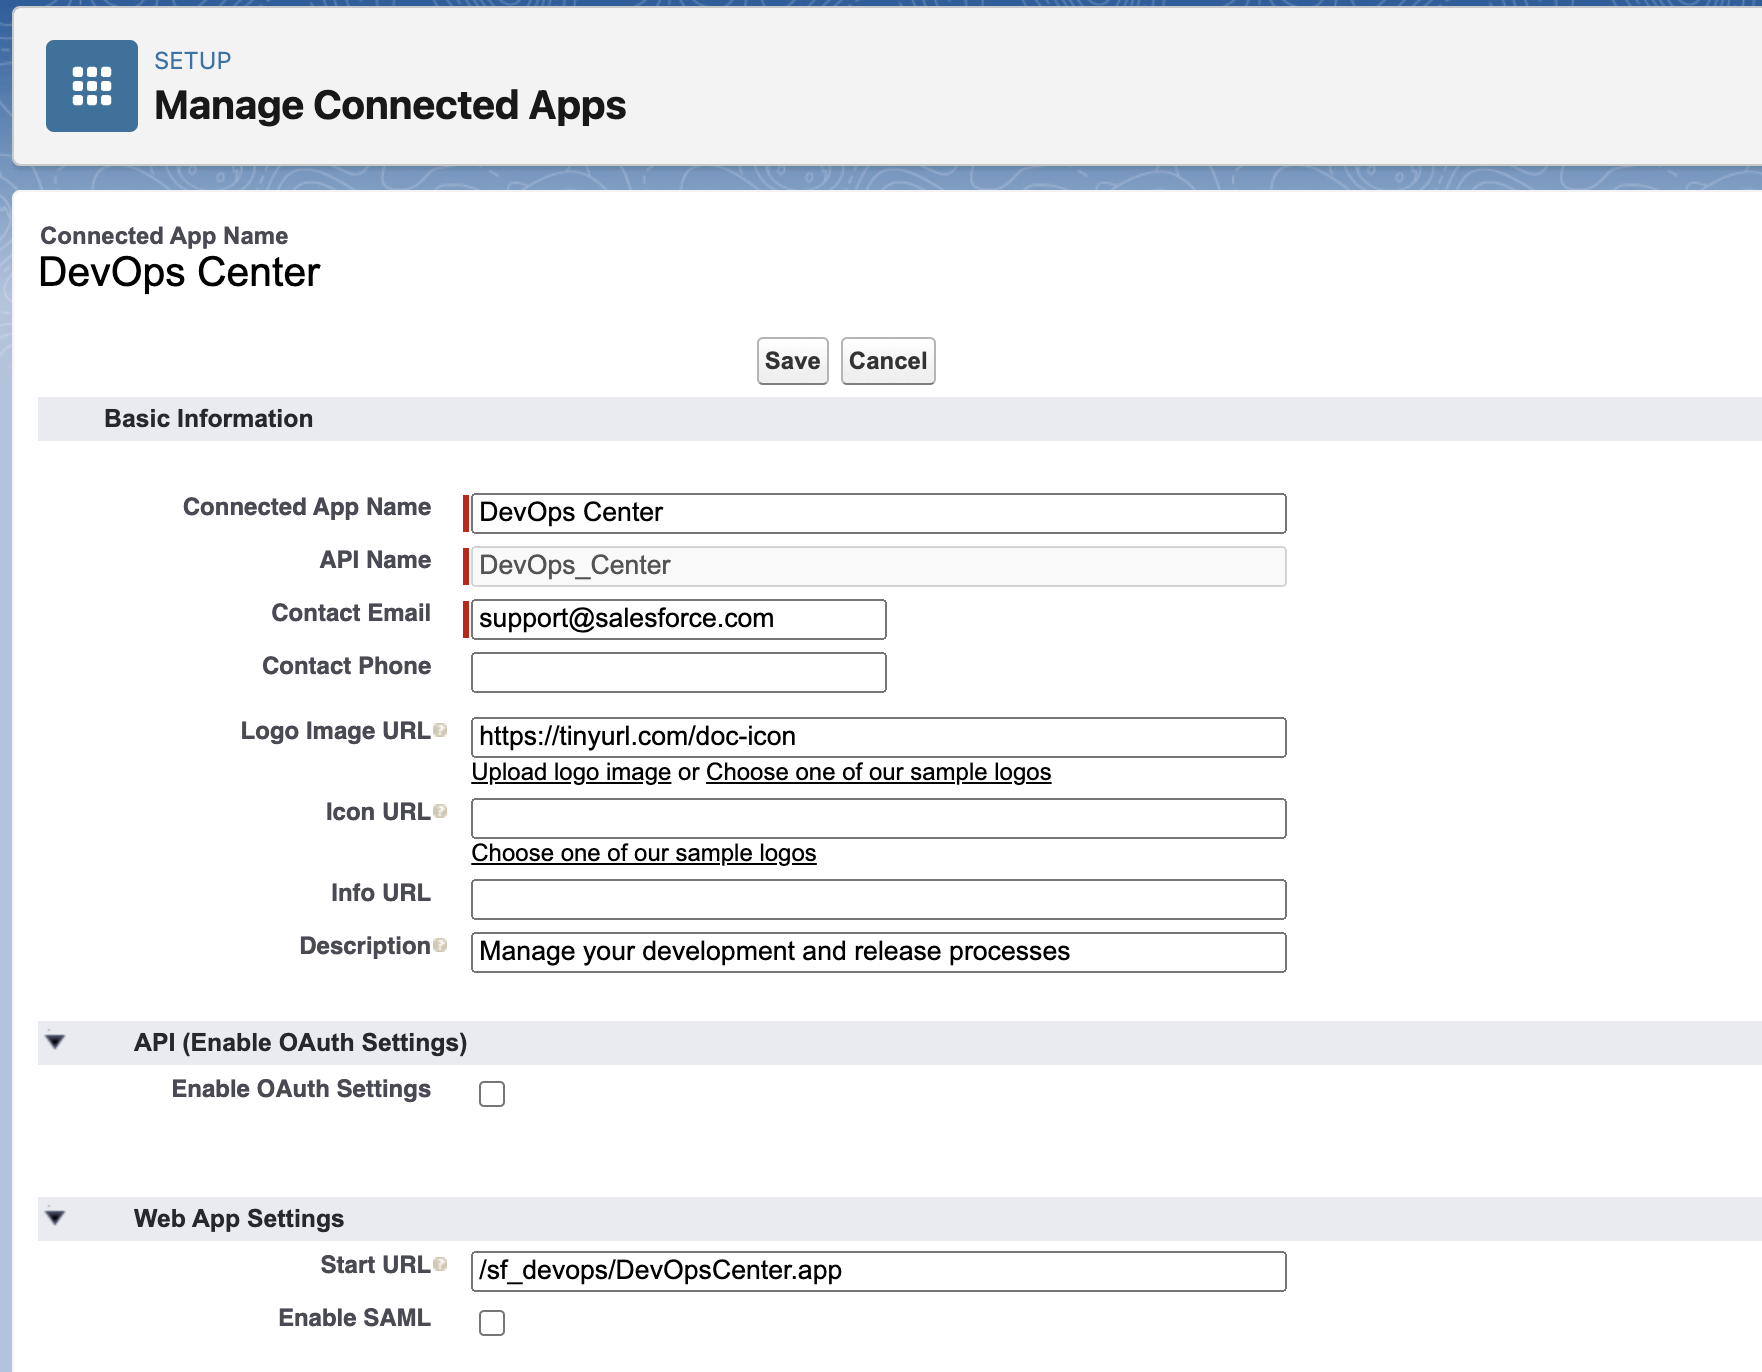 SETUP
Manage Connected Apps
Connected App Name
DevOps Center
Save Cancel
Basic Information
Connected App Name DevOps Center
API Name DevOps_Center
Contact Email support@salesforce.com
Contact Phone
Logo Image URL ? https://tinyurl.com/doc-icon
Upload logo image or Choose one of our sample logos
Icon URL ?
Choose one of our sample logos
Info URL
Description ? Manage your development and release processes
API (Enable OAuth Settings)
Enable OAuth Settings
Web App Settings
Start URL ? /sf_devops/DevOpsCenter.app
Enable SAML